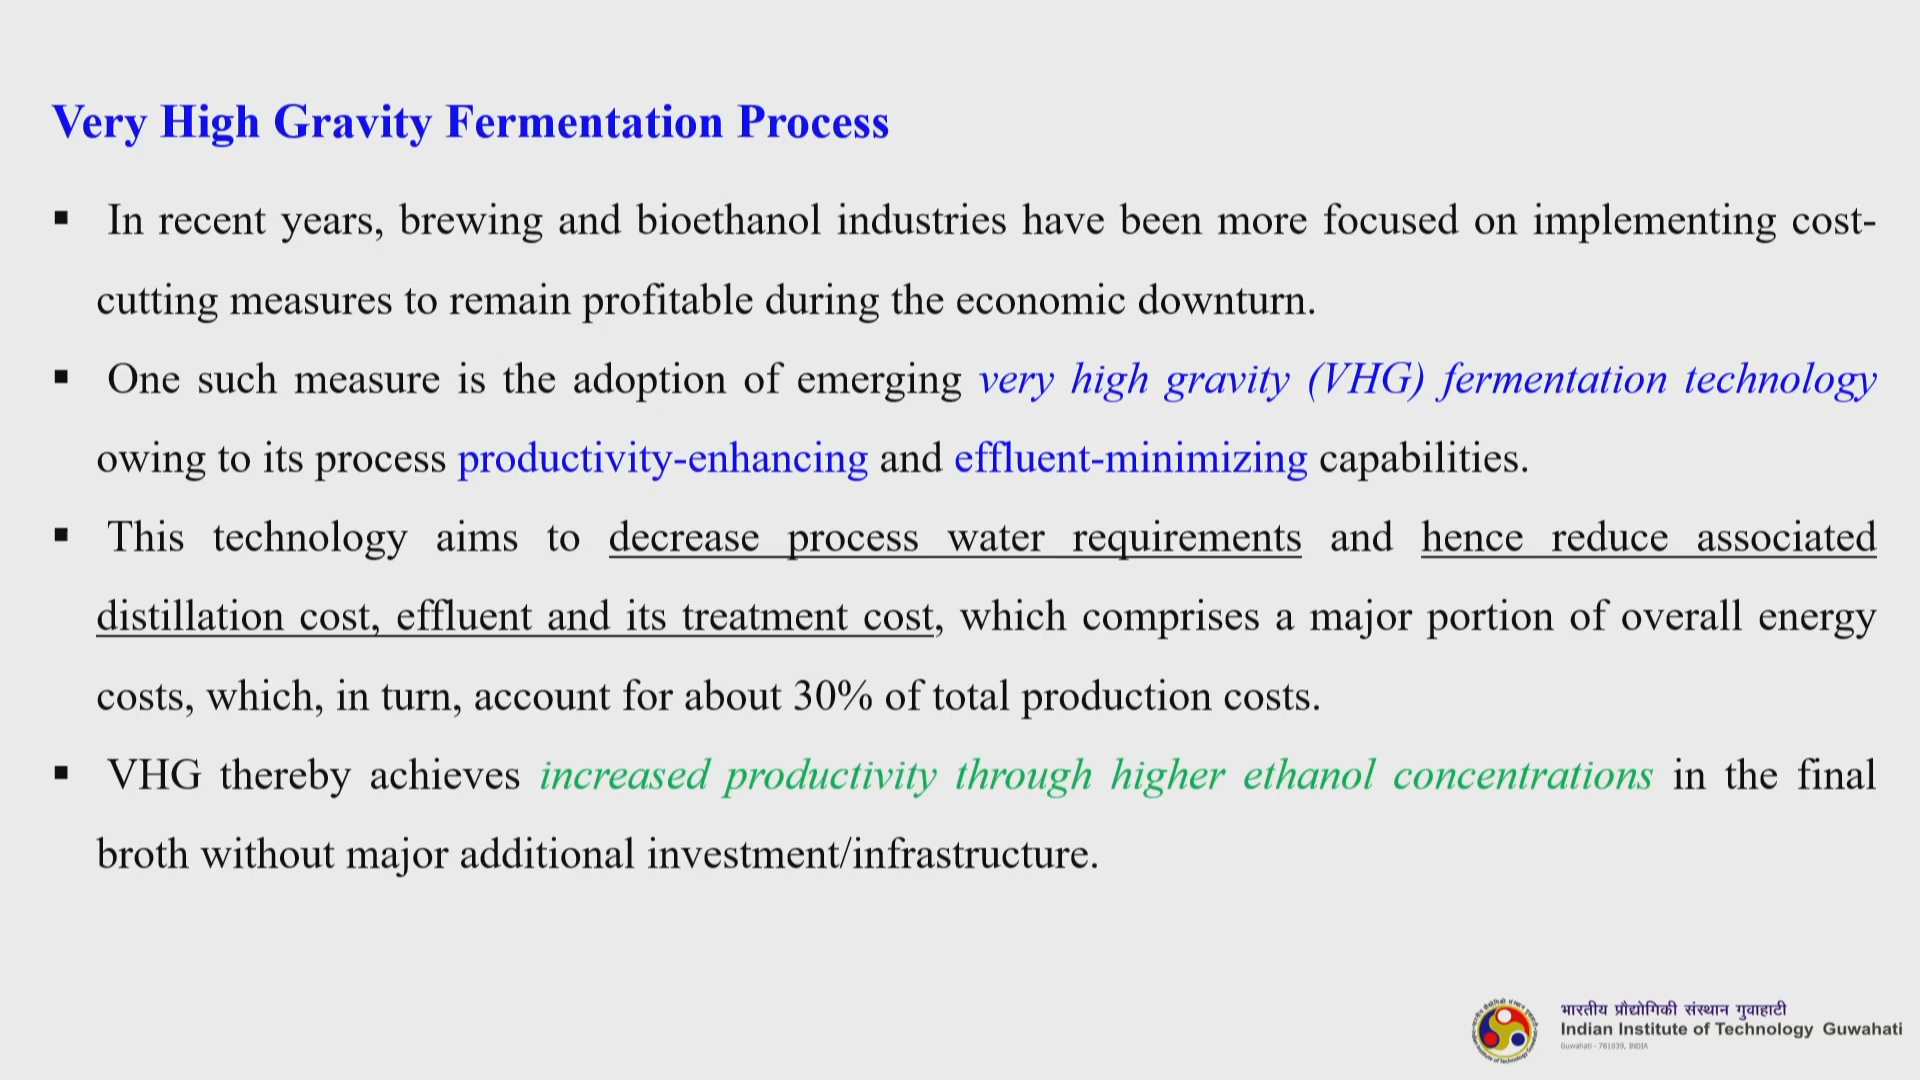 Very High Gravity Fermentation Process
▪ In recent years, brewing and bioethanol industries have been more focused on implementing cost-
cutting measures to remain profitable during the economic downturn.
▪ One such measure is the adoption of emerging very high gravity (VHG) fermentation technology
owing to its process productivity-enhancing and effluent-minimizing capabilities.
▪ This technology aims to decrease process water requirements and hence reduce associated
distillation cost, effluent and its treatment cost, which comprises a major portion of overall energy
costs, which, in turn, account for about 30% of total production costs.
▪ VHG thereby achieves increased productivity through higher ethanol concentrations in the final
broth without major additional investment/infrastructure.
भारतीय प्रौद्योगिकी संस्थान गुवाहाटी
Indian Institute of Technology Guwahati
Guwahati - 781039, INDIA